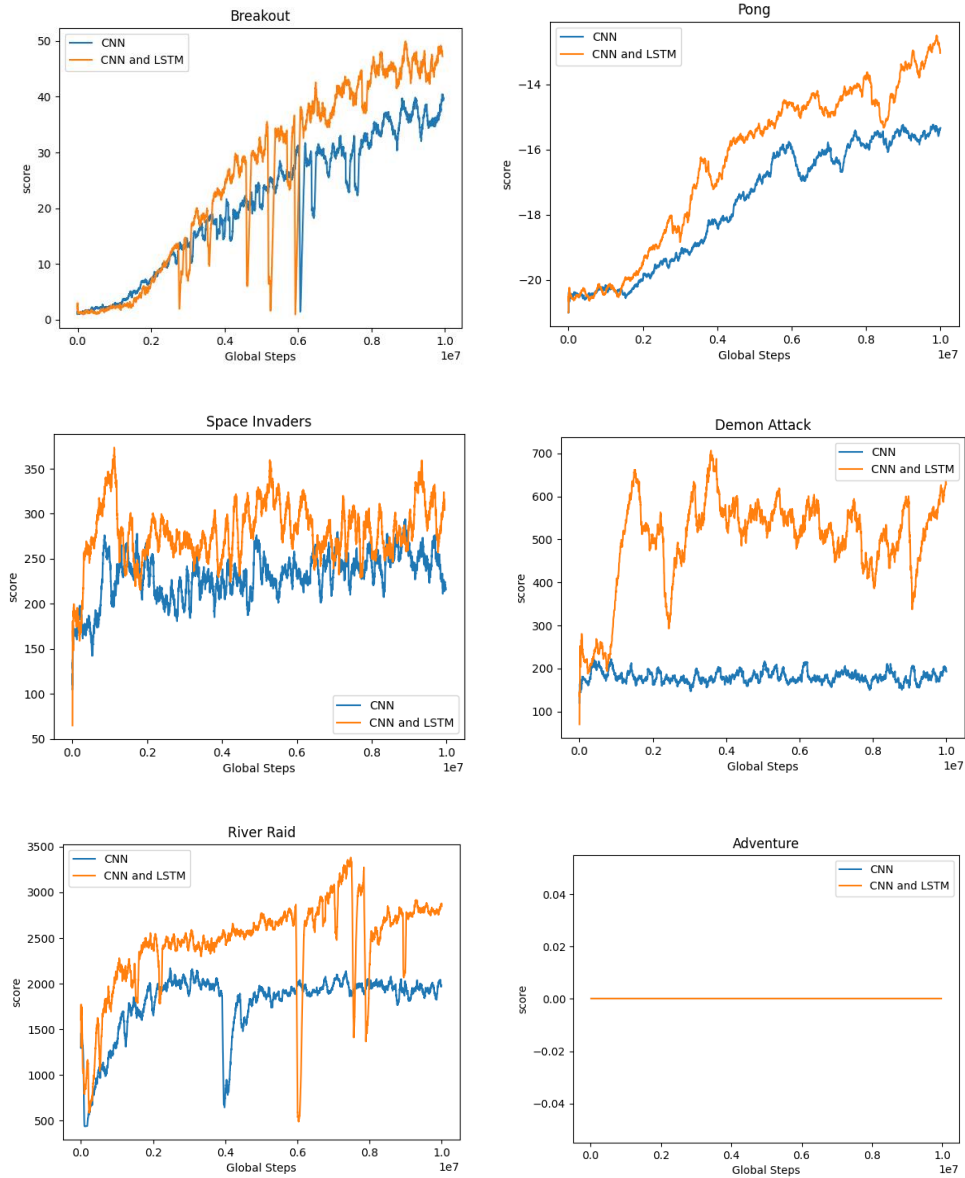 Breakout
CNN
CNN and LSTM
score
50
40
30
20
10
0
0.0 0.2 0.4 0.6 0.8 1.0
1e7
Global Steps
Pong
CNN
CNN and LSTM
score
−14
−16
−18
−20
0.0 0.2 0.4 0.6 0.8 1.0
1e7
Global Steps
Space Invaders
score
350
300
250
200
150
100
50
CNN
CNN and LSTM
0.0 0.2 0.4 0.6 0.8 1.0
1e7
Global Steps
Demon Attack
CNN
CNN and LSTM
score
700
600
500
400
300
200
100
0.0 0.2 0.4 0.6 0.8 1.0
1e7
Global Steps
River Raid
CNN
CNN and LSTM
score
3500
3000
2500
2000
1500
1000
500
0.0 0.2 0.4 0.6 0.8 1.0
1e7
Global Steps
Adventure
CNN
CNN and LSTM
score
0.04
0.02
0.00
−0.02
−0.04
0.0 0.2 0.4 0.6 0.8 1.0
1e7
Global Steps